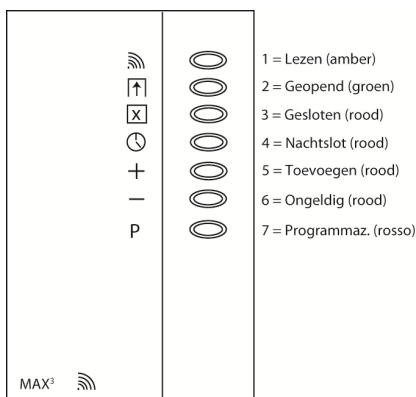 1 = Lezen (amber)
2 = Geopend (groen)
X 3 = Gesloten (rood)
4 = Nachtslot (rood)
+ 5 = Toevoegen (rood)
– 6 = Ongeldig (rood)
P 7 = Programmaz. (rosso)
MAX³